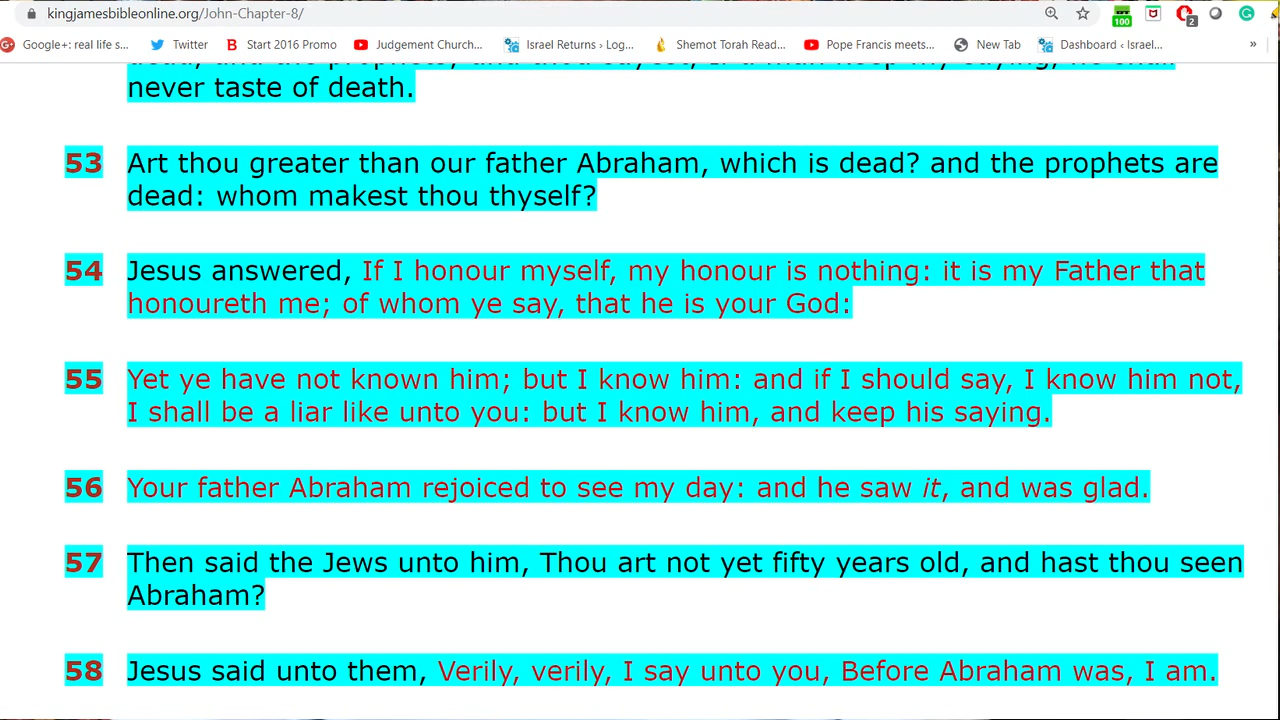 kingjamesbibleonline.org/John-Chapter-8/
100
2
Google+: real life s...
Twitter
Start 2016 Promo
Judgement Church...
Israel Returns › Log...
Shemot Torah Read...
Pope Francis meets...
New Tab
Dashboard ‹ Israel...
»
never taste of death.
53 Art thou greater than our father Abraham, which is dead? and the prophets are
dead: whom makest thou thyself?
54 Jesus answered, If I honour myself, my honour is nothing: it is my Father that
honoureth me; of whom ye say, that he is your God:
55 Yet ye have not known him; but I know him: and if I should say, I know him not,
I shall be a liar like unto you: but I know him, and keep his saying.
56 Your father Abraham rejoiced to see my day: and he saw it, and was glad.
57 Then said the Jews unto him, Thou art not yet fifty years old, and hast thou seen
Abraham?
58 Jesus said unto them, Verily, verily, I say unto you, Before Abraham was, I am.